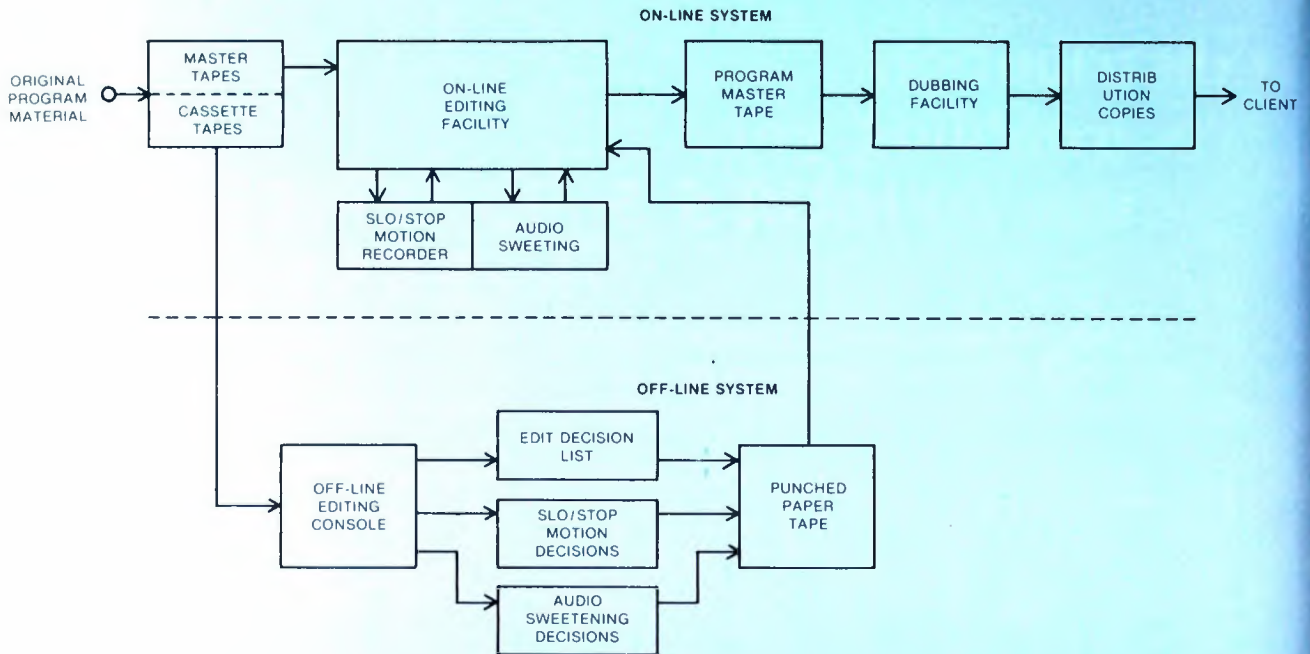 ON-LINE SYSTEM
ORIGINAL
PROGRAM
MATERIAL
MASTER
TAPES
CASSETTE
TAPES
ON-LINE
EDITING
FACILITY
PROGRAM
MASTER
TAPE
DUBBING
FACILITY
DISTRIB
UTION
COPIES
TO
CLIENT
SLO/STOP
MOTION
RECORDER
AUDIO
SWEETING
OFF-LINE SYSTEM
OFF-LINE
EDITING
CONSOLE
EDIT DECISION
LIST
SLO/STOP
MOTION
DECISIONS
AUDIO
SWEETENING
DECISIONS
PUNCHED
PAPER
TAPE